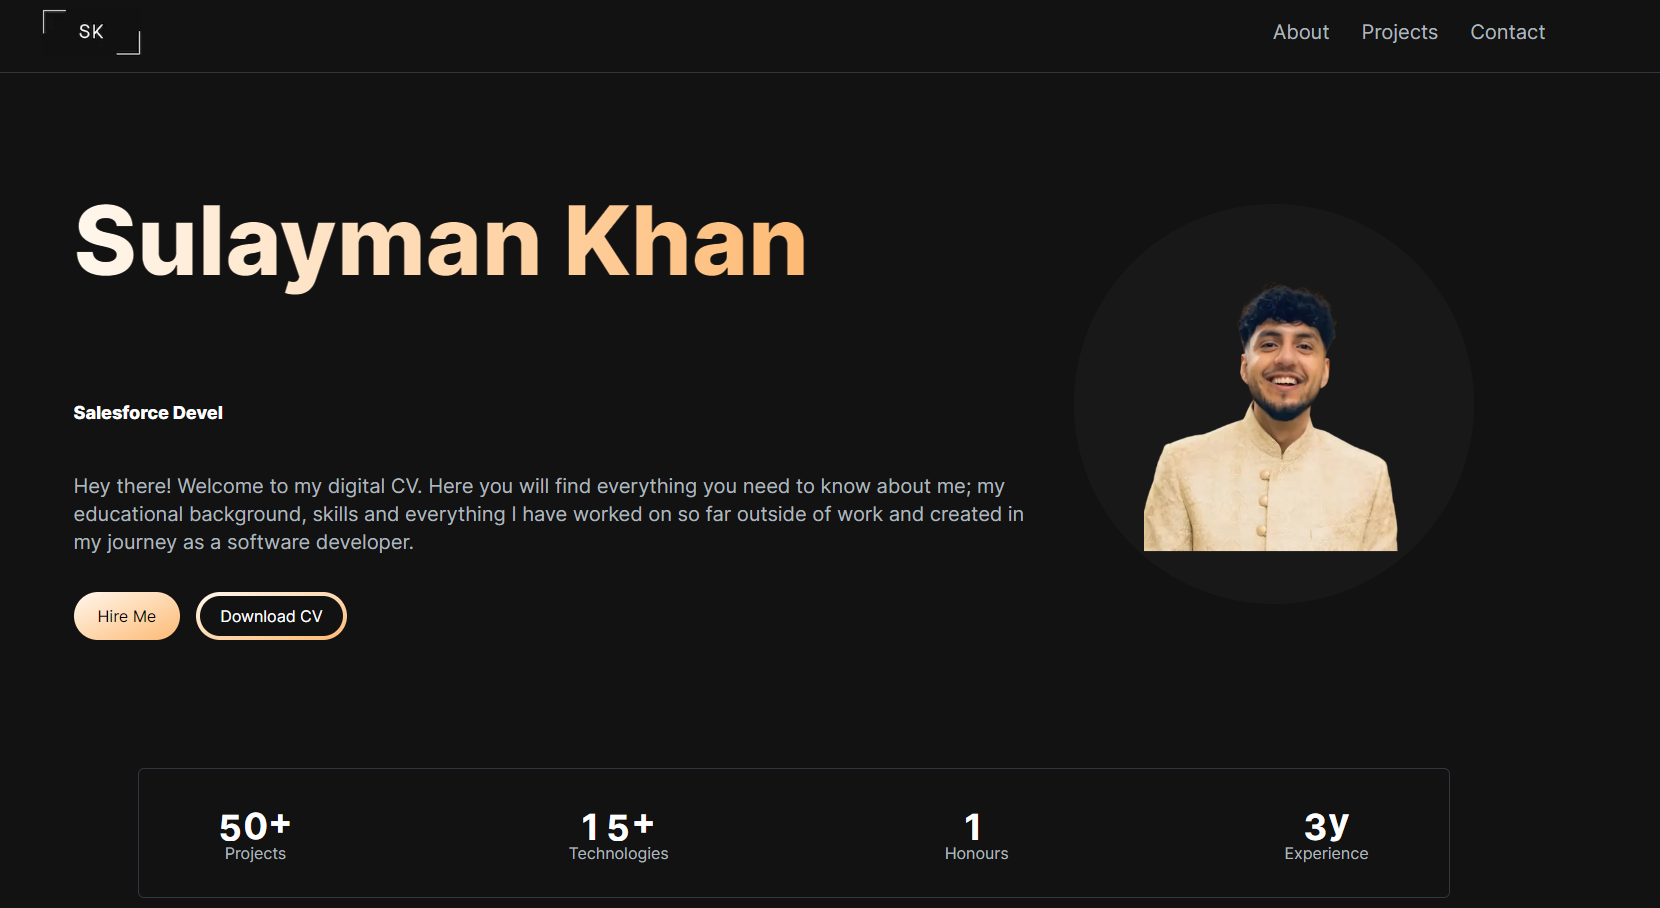 SK
About Projects Contact
Sulayman Khan
Salesforce Devel
Hey there! Welcome to my digital CV. Here you will find everything you need to know about me; my
educational background, skills and everything I have worked on so far outside of work and created in
my journey as a software developer.
Hire Me Download CV
50+ 15+ 1 3y
Projects Technologies Honours Experience